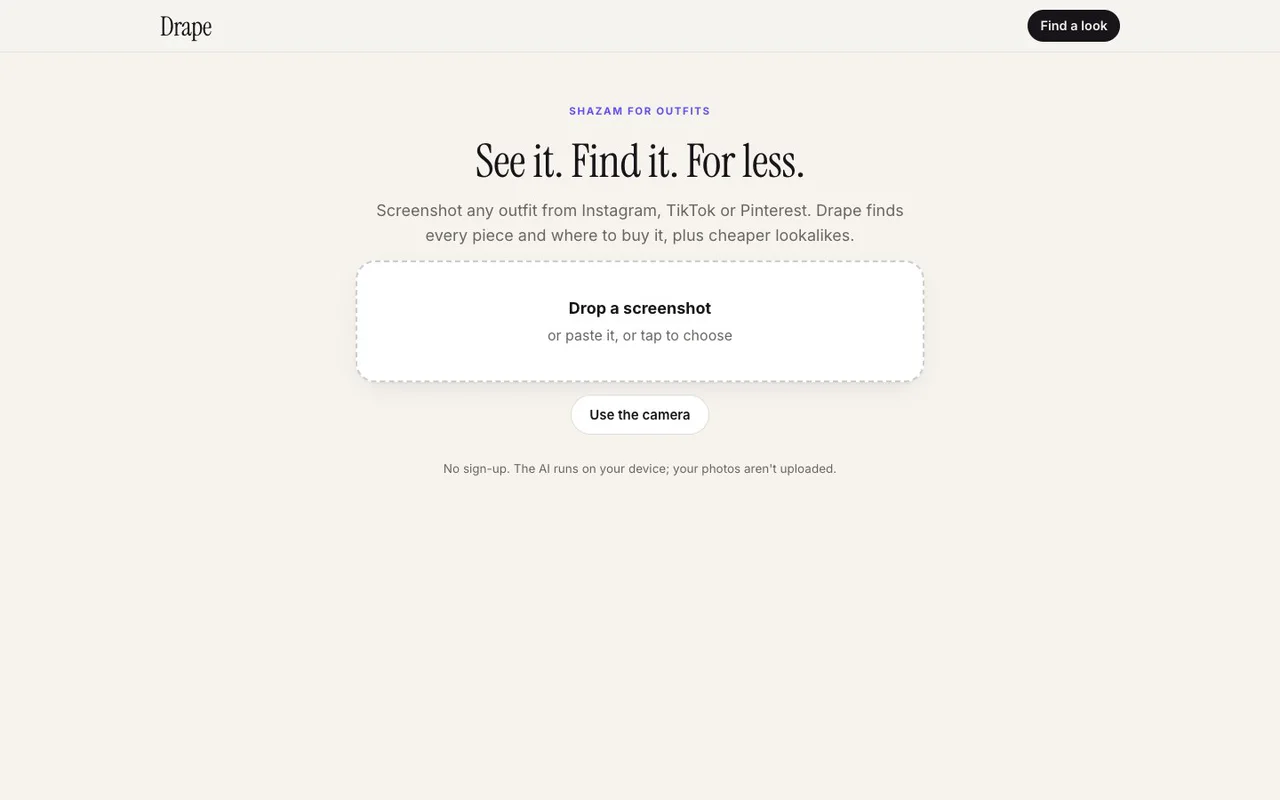 Drape
Find a look
SHAZAM FOR OUTFITS
See it. Find it. For less.
Screenshot any outfit from Instagram, TikTok or Pinterest. Drape finds
every piece and where to buy it, plus cheaper lookalikes.
Drop a screenshot
or paste it, or tap to choose
Use the camera
No sign-up. The AI runs on your device; your photos aren't uploaded.